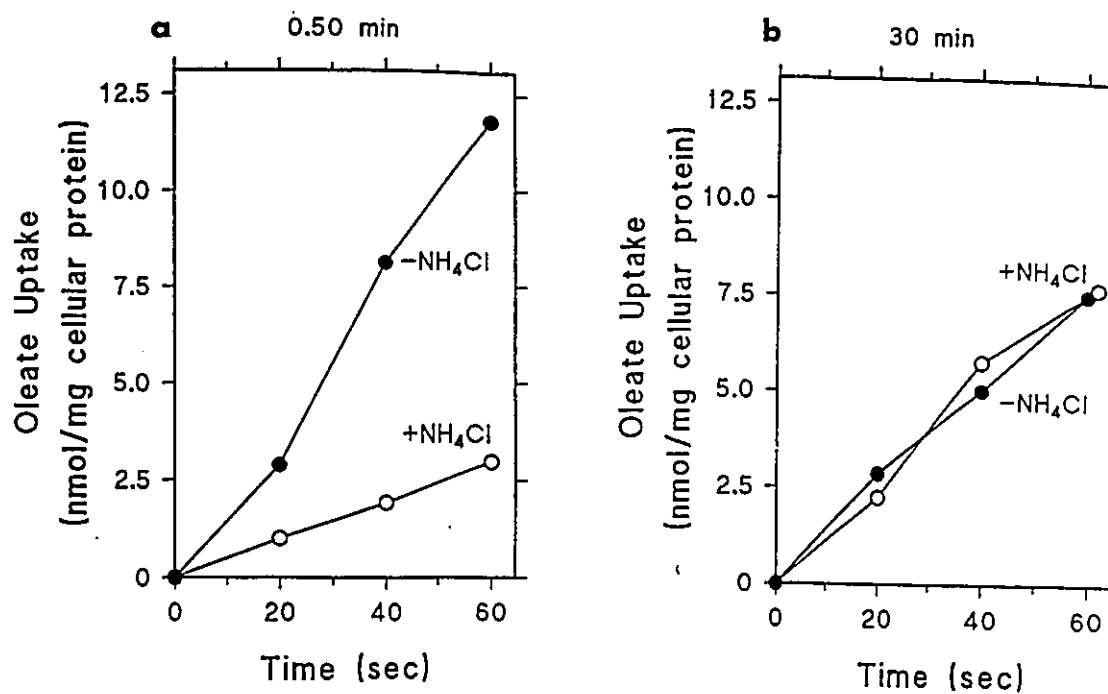 a
0.50 min
12.5
10.0
7.5
5.0
2.5
0
Oleate Uptake
(nmol/mg cellular protein)
−NH₄Cl
+NH₄Cl
0 20 40 60
Time (sec)
b
30 min
12.5
10.0
7.5
5.0
2.5
0
Oleate Uptake
(nmol/mg cellular protein)
+NH₄Cl
−NH₄Cl
0 20 40 60
Time (sec)